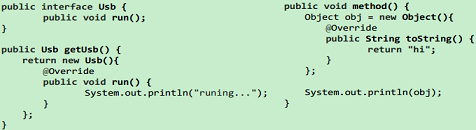 public interface Usb {
    public void run();
}

public Usb getUsb() {
    return new Usb(){
        @Override
        public void run() {
            System.out.println("runing...");
        }
    };
}

public void method() {
    Object obj = new Object(){
        @Override
        public String toString() {
            return "hi";
        }
    };

    System.out.println(obj);
}